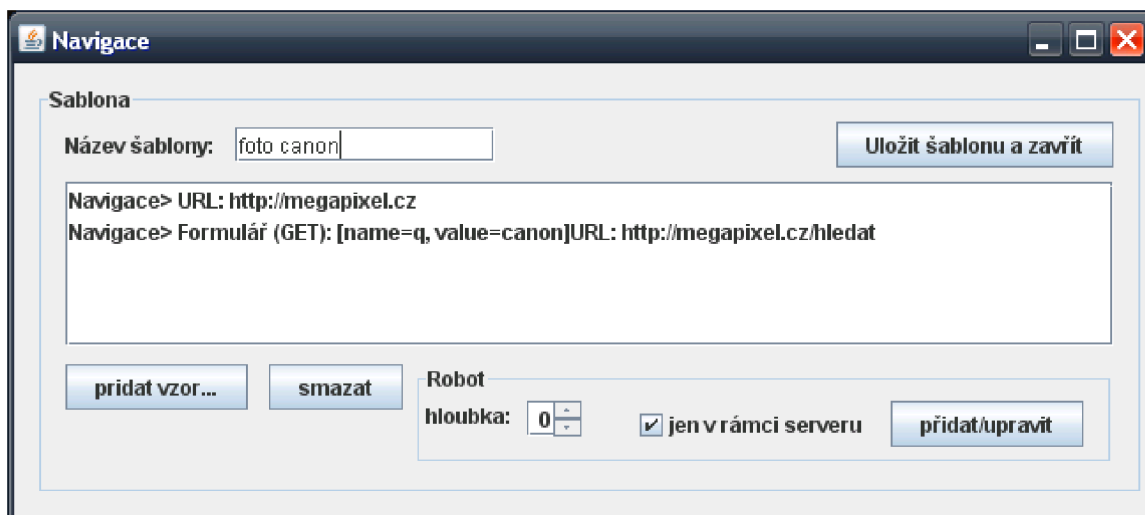 Navigace
Sablona
Název šablony: foto canon Uložit šablonu a zavřít
Navigace> URL: http://megapixel.cz
Navigace> Formulář (GET): [name=q, value=canon]URL: http://megapixel.cz/hledat
pridat vzor... smazat
Robot
hloubka: 0 jen v rámci serveru přidat/upravit